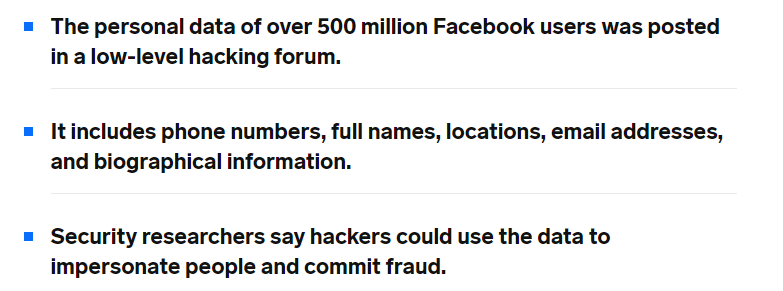 The personal data of over 500 million Facebook users was posted
in a low-level hacking forum.
It includes phone numbers, full names, locations, email addresses,
and biographical information.
Security researchers say hackers could use the data to
impersonate people and commit fraud.